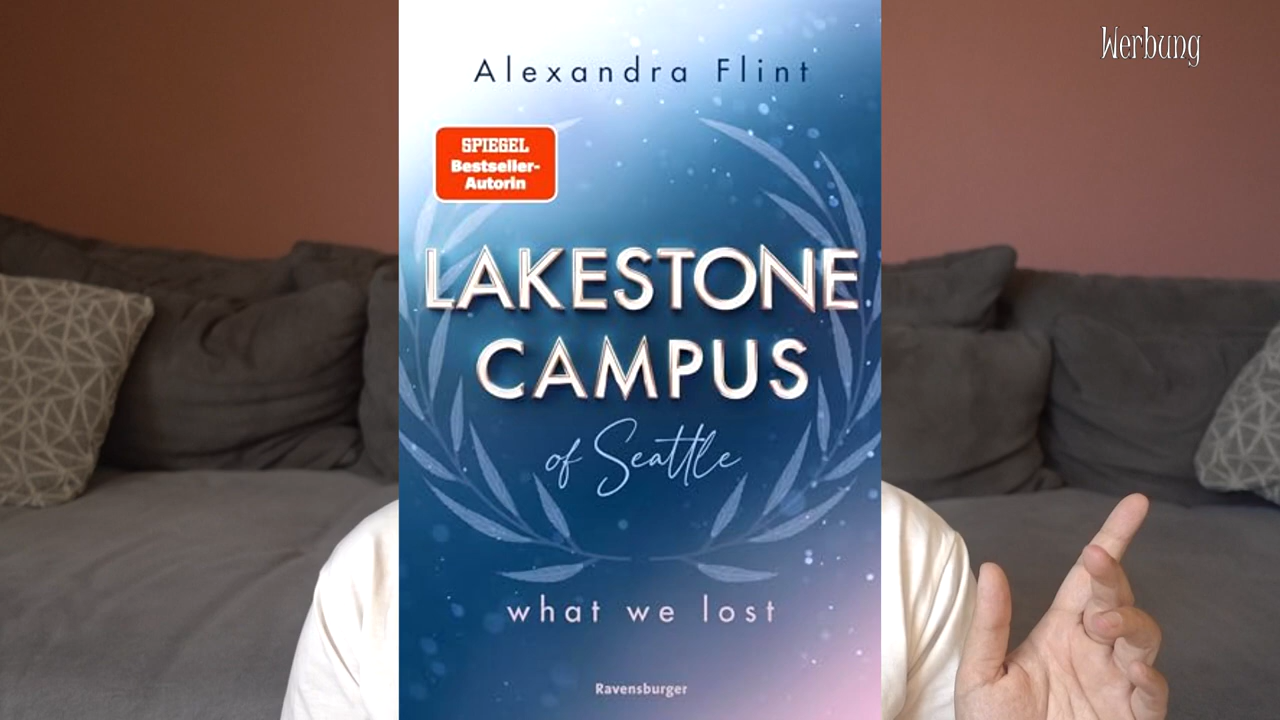 Werbung
Alexandra Flint
SPIEGEL
Bestseller-
Autorin
LAKESTONE
CAMPUS
of Seattle
what we lost
Ravensburger